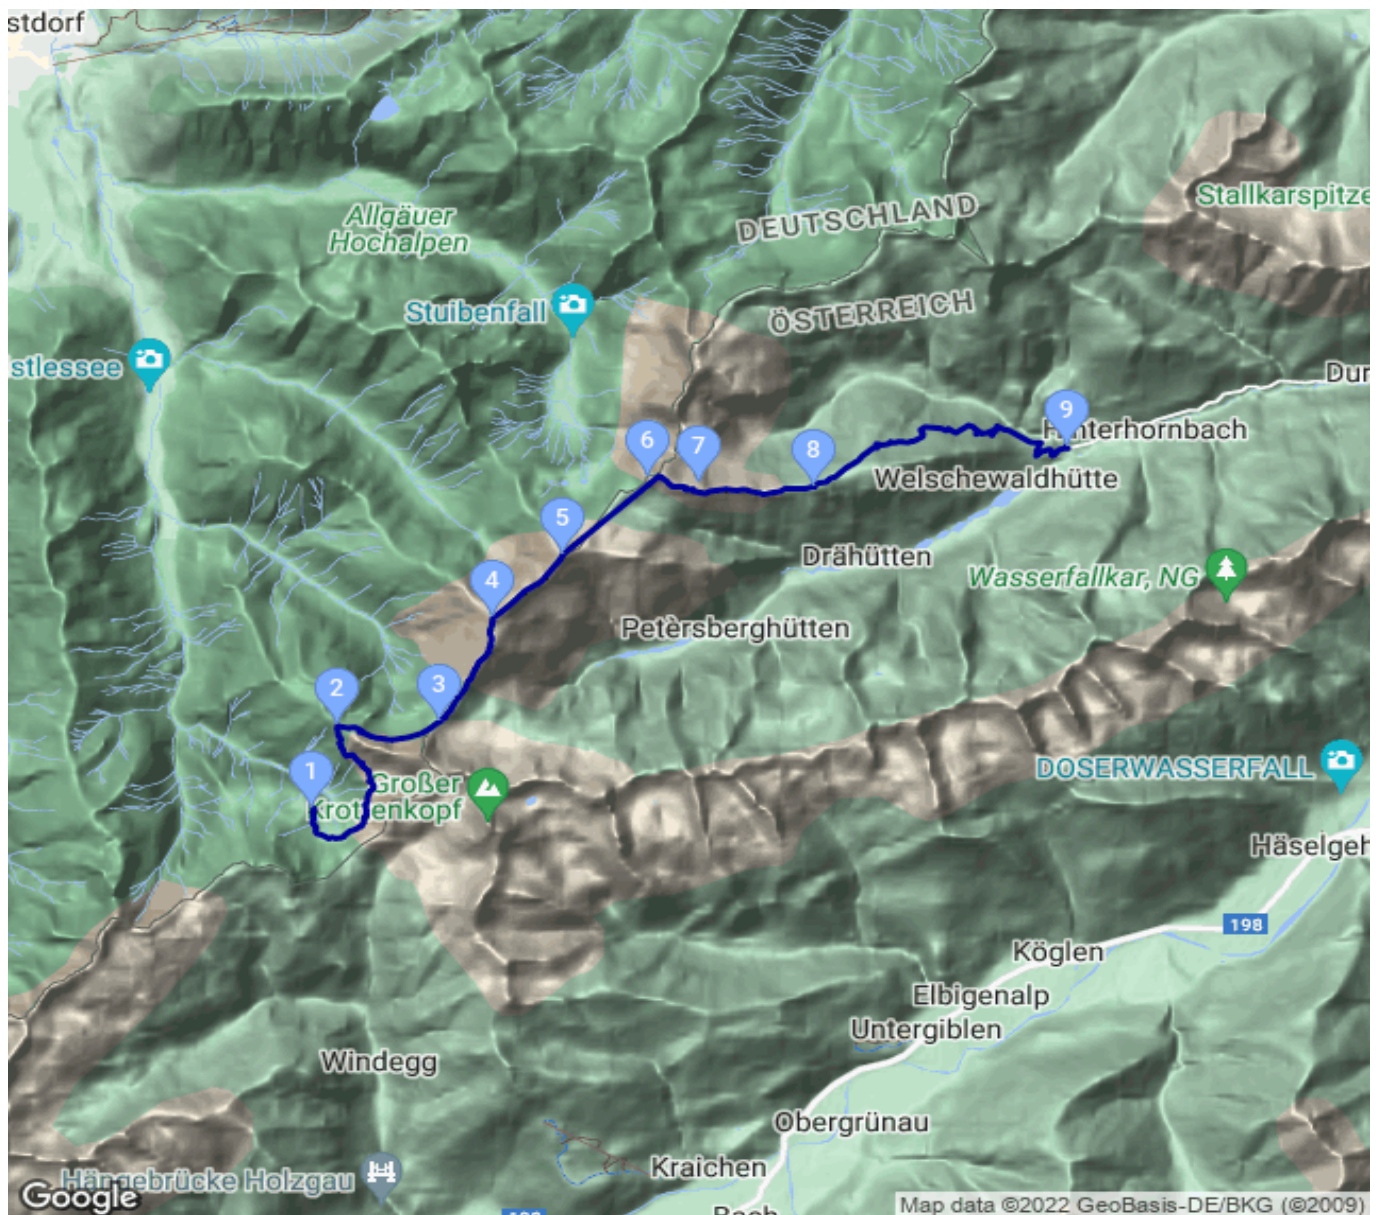 stdorf
Allgäuer
Hochalpen
DEUTSCHLAND
Stallkarspitze
Stuibenfall
ÖSTERREICH
stlessee
Dur
9
Hinterhornbach
6
7
8
Welschewaldhütte
5
Drähütten
Wasserfallkar, NG
4
Petersberghütten
2
3
1
Großer
Krottenkopf
DOSERWASSERFALL
Häselgeh
198
Köglen
Elbigenalp
Untergiblen
Windegg
Obergrünau
Kraichen
Hängebrücke Holzgau
Google
Map data ©2022 GeoBasis-DE/BKG (©2009)